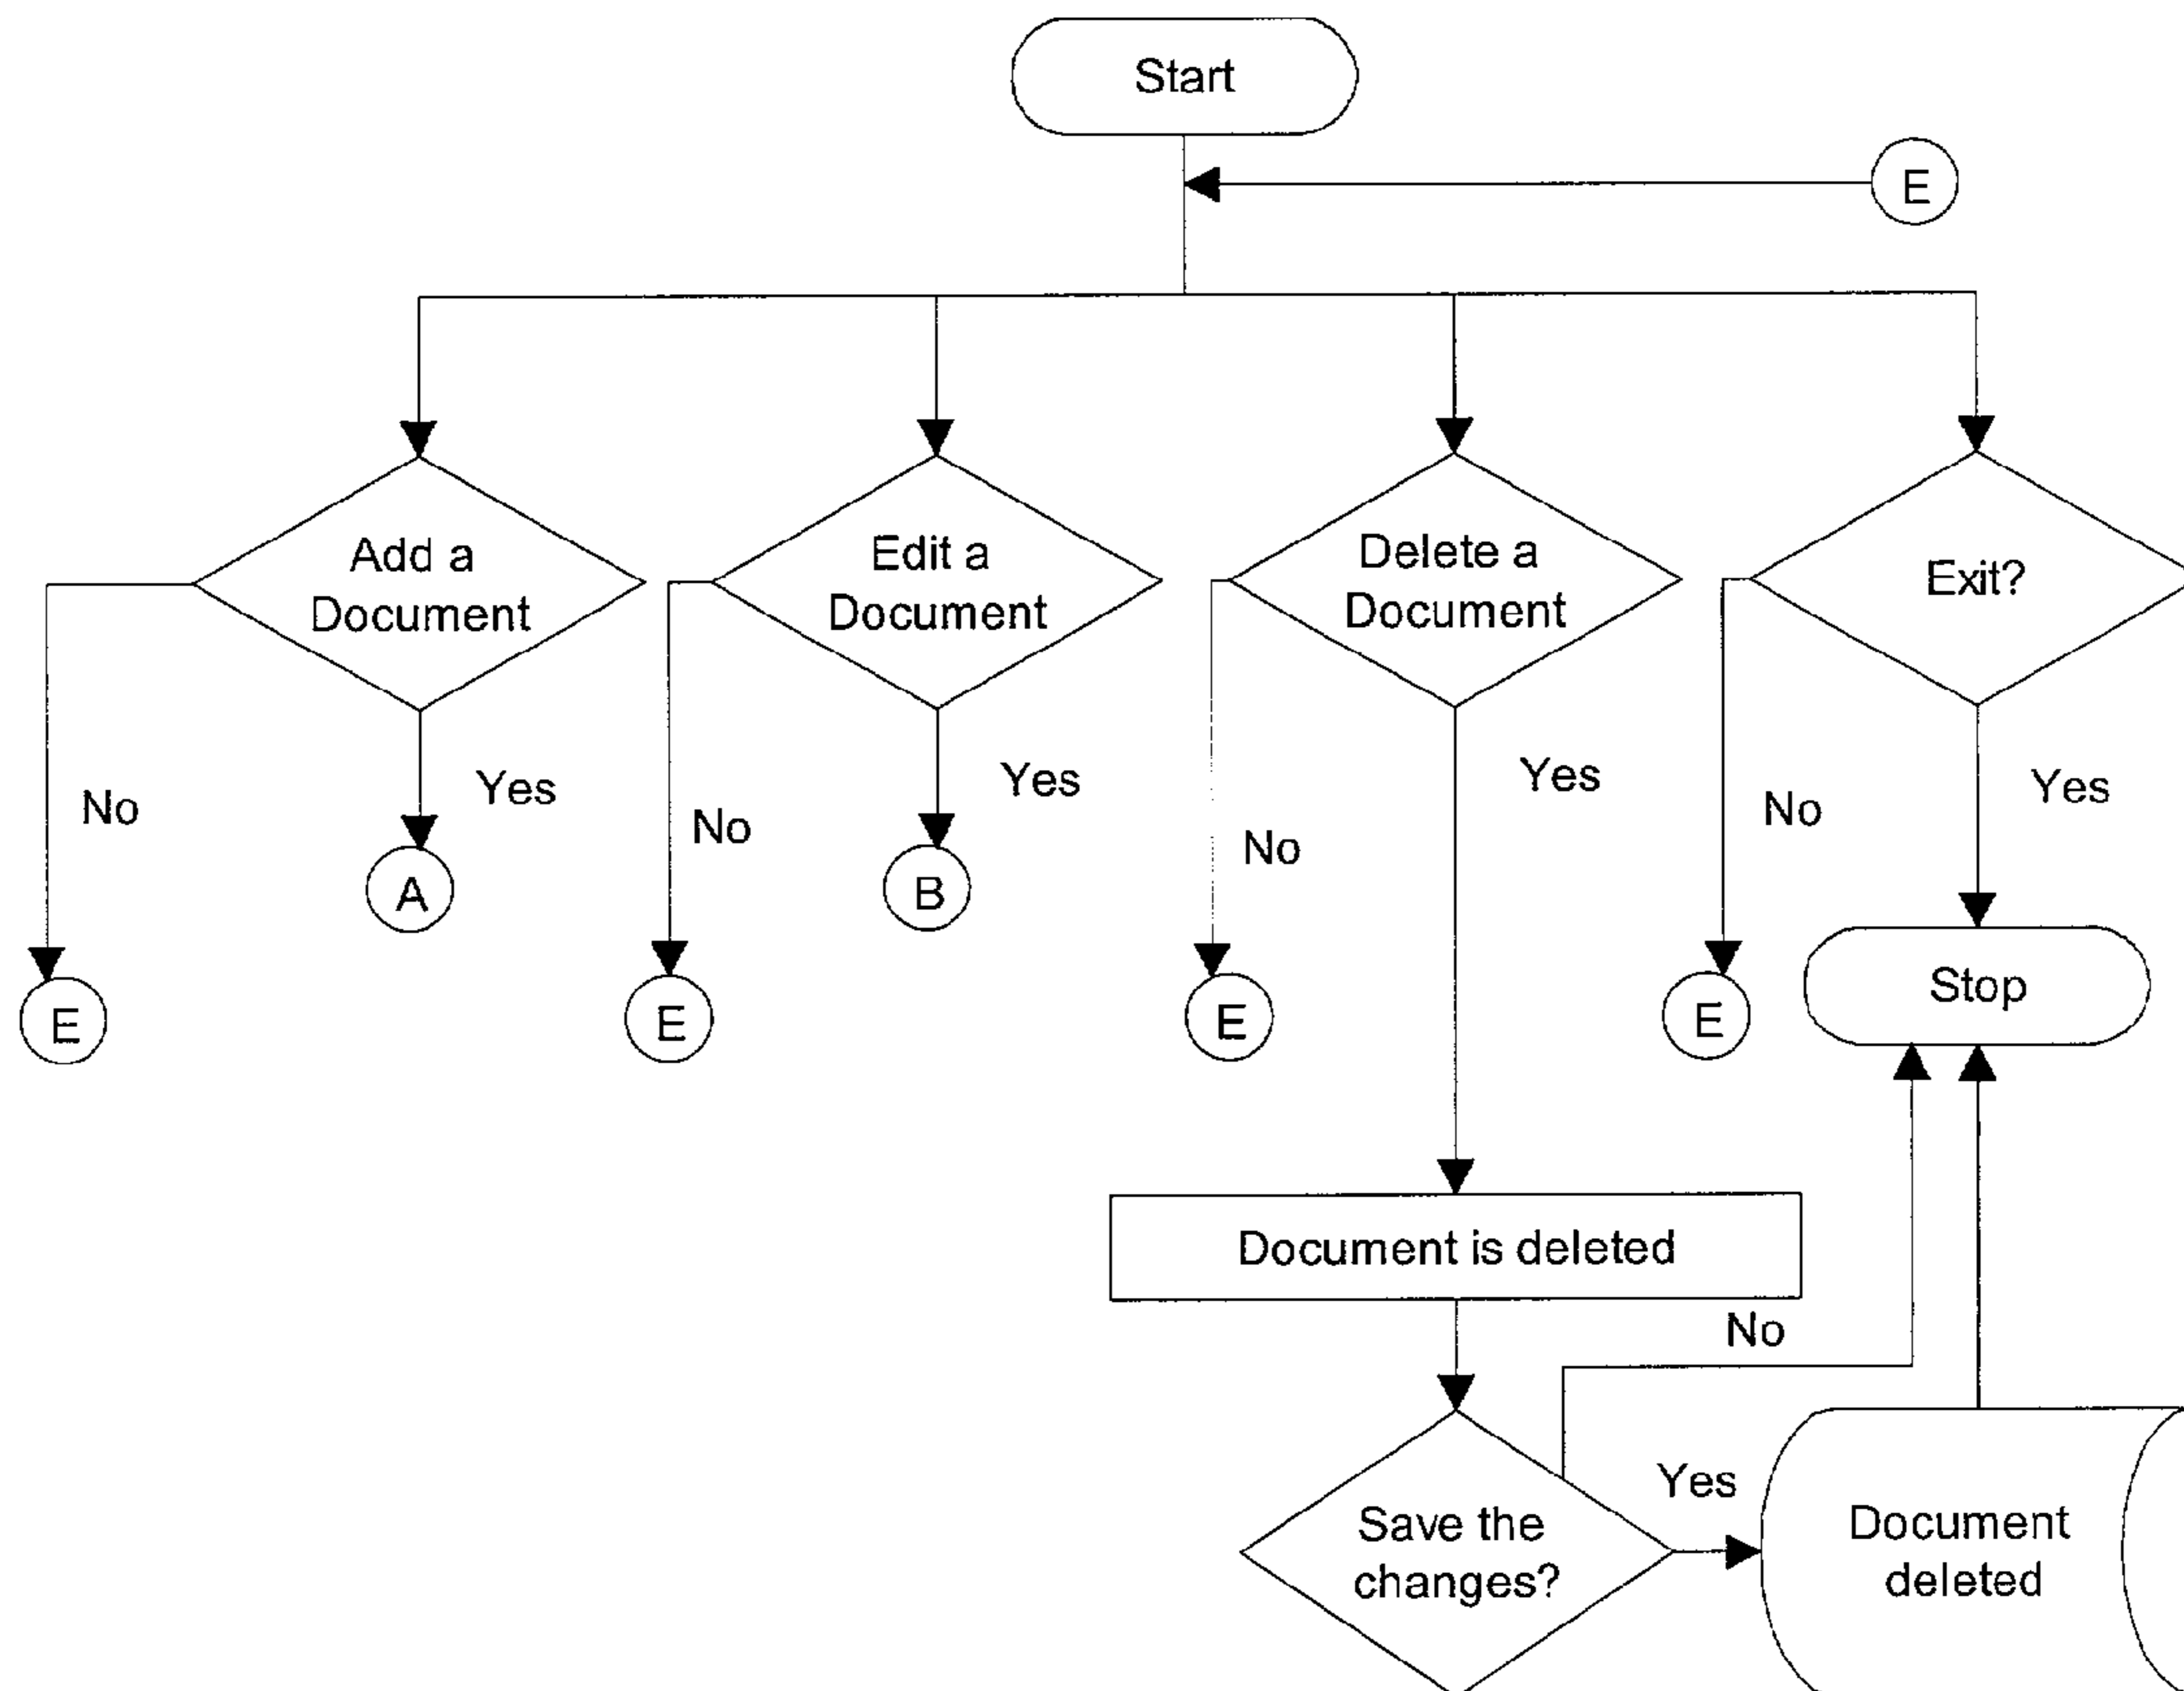 Start
E
Add a
Document
Edit a
Document
Delete a
Document
Exit?
No
Yes
No
Yes
No
Yes
No
Yes
A
B
E
E
E
E
Stop
Document is deleted
No
Save the
changes?
Yes
Document
deleted